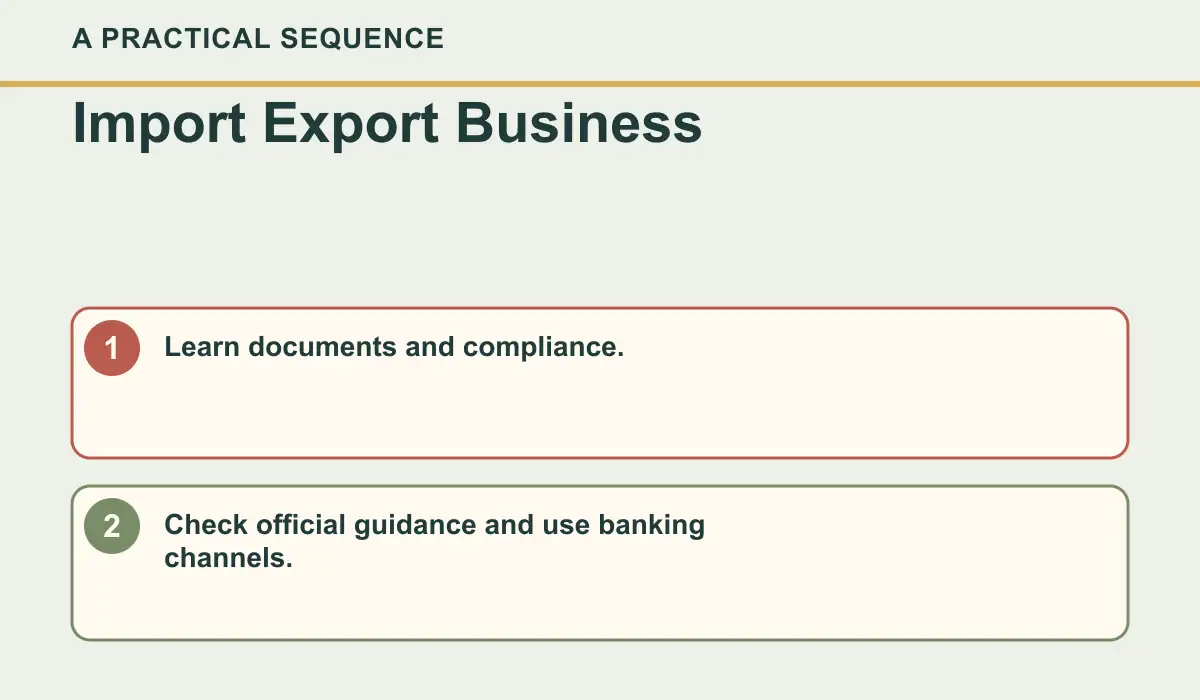 A PRACTICAL SEQUENCE
Import Export Business
1
Learn documents and compliance.
2
Check official guidance and use banking
channels.